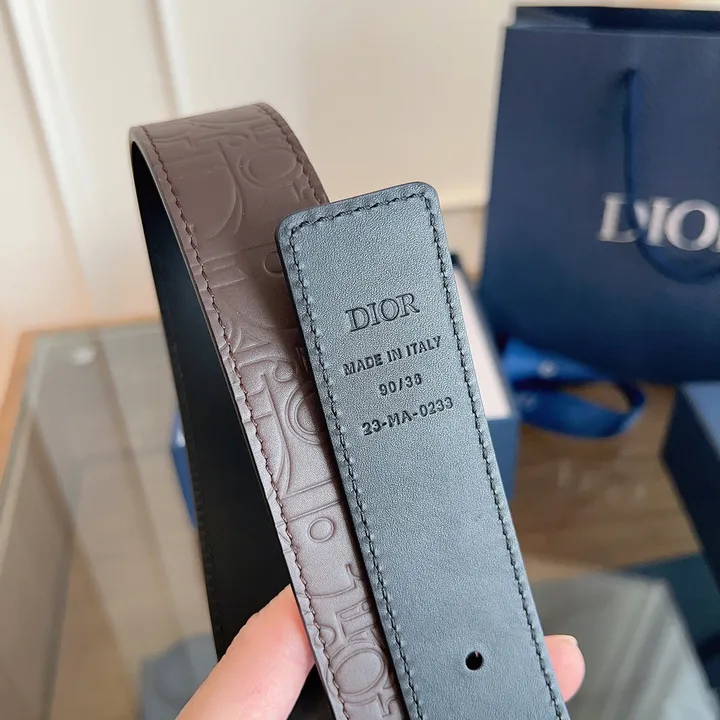 DIOR
MADE IN ITALY
90/36
23-MA-0233
DIOR